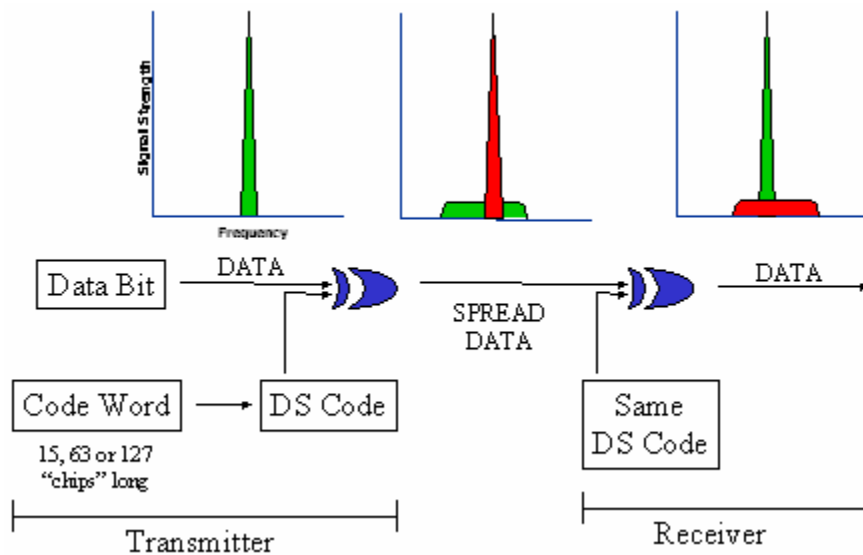 Signal Strength
Frequency
Data Bit
DATA
SPREAD
DATA
DATA
Code Word
DS Code
Same
DS Code
15, 63 or 127
“chips” long
Transmitter
Receiver